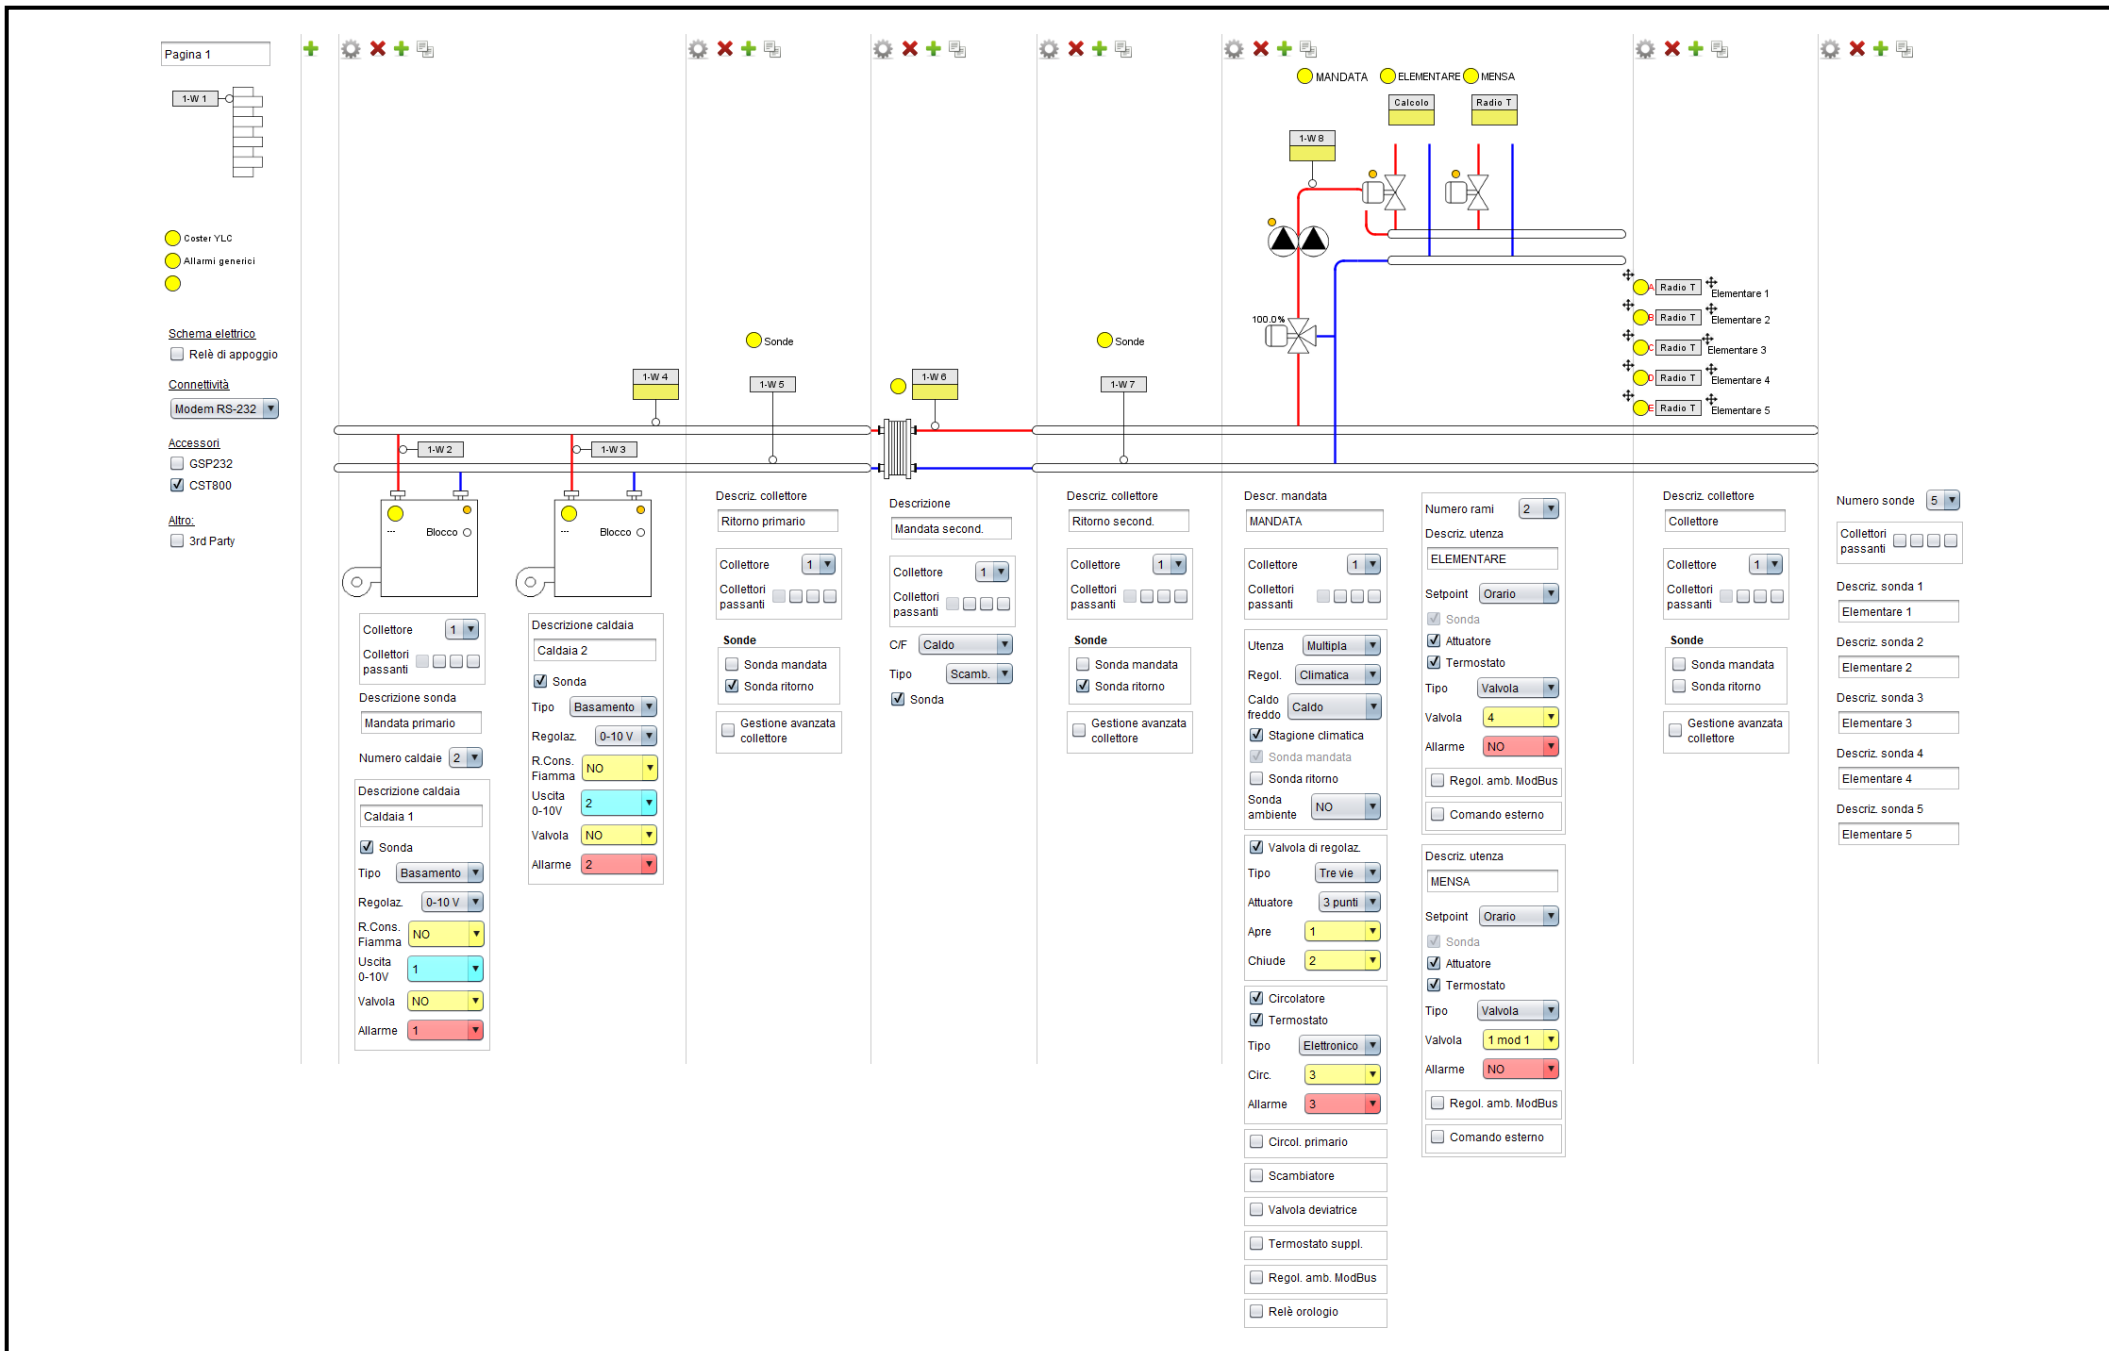 Pagina 1
1-W 1
Coster YLC
Allarmi generici
Schema elettrico
Relè di appoggio
Connettività
Modem RS-232
Accessori
GSP232
CST800
Altro:
3rd Party
1-W 4
1-W 2
1-W 3
---
Blocco
---
Blocco
Collettore
1
Collettori
passanti
Descrizione sonda
Mandata primario
Numero caldaie
2
Descrizione caldaia
Caldaia 1
Sonda
Tipo
Basamento
Regolaz.
0-10 V
R.Cons.
Fiamma
NO
Uscita
0-10V
1
Valvola
NO
Allarme
1
Descrizione caldaia
Caldaia 2
Sonda
Tipo
Basamento
Regolaz.
0-10 V
R.Cons.
Fiamma
NO
Uscita
0-10V
2
Valvola
NO
Allarme
2
Sonde
1-W 5
Descriz. collettore
Ritorno primario
Collettore
1
Collettori
passanti
Sonde
Sonda mandata
Sonda ritorno
Gestione avanzata
collettore
1-W 6
Descrizione
Mandata second.
Collettore
1
Collettori
passanti
C/F
Caldo
Tipo
Scamb.
Sonda
Sonde
1-W 7
Descriz. collettore
Ritorno second.
Collettore
1
Collettori
passanti
Sonde
Sonda mandata
Sonda ritorno
Gestione avanzata
collettore
MANDATA
ELEMENTARE
MENSA
Calcolo
Radio T
1-W 8
100.0%
Descr. mandata
MANDATA
Collettore
1
Collettori
passanti
Utenza
Multipla
Regol.
Climatica
Caldo
freddo
Caldo
Stagione climatica
Sonda mandata
Sonda ritorno
Sonda
ambiente
NO
Valvola di regolaz.
Tipo
Tre vie
Attuatore
3 punti
Apre
1
Chiude
2
Circolatore
Termostato
Tipo
Elettronico
Circ.
3
Allarme
3
Circol. primario
Scambiatore
Valvola deviatrice
Termostato suppl.
Regol. amb. ModBus
Relè orologio
Numero rami
2
Descriz. utenza
ELEMENTARE
Setpoint
Orario
Sonda
Attuatore
Termostato
Tipo
Valvola
Valvola
4
Allarme
NO
Regol. amb. ModBus
Comando esterno
Descriz. utenza
MENSA
Setpoint
Orario
Sonda
Attuatore
Termostato
Tipo
Valvola
Valvola
1 mod 1
Allarme
NO
Regol. amb. ModBus
Comando esterno
A Radio T Elementare 1
B Radio T Elementare 2
C Radio T Elementare 3
D Radio T Elementare 4
E Radio T Elementare 5
Descriz. collettore
Collettore
Collettore
1
Collettori
passanti
Sonde
Sonda mandata
Sonda ritorno
Gestione avanzata
collettore
Numero sonde
5
Collettori
passanti
Descriz. sonda 1
Elementare 1
Descriz. sonda 2
Elementare 2
Descriz. sonda 3
Elementare 3
Descriz. sonda 4
Elementare 4
Descriz. sonda 5
Elementare 5